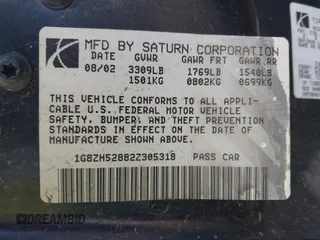 MFD BY SATURN CORPORATION
DATE GVWR GAWR FRT GAWR RR
08/02 3309LB 1769LB 1540LB
1501KG 0802KG 0699KG
THIS VEHICLE CONFORMS TO ALL APPLI-
CABLE U.S. FEDERAL MOTOR VEHICLE
SAFETY, BUMPER, AND THEFT PREVENTION
STANDARDS IN EFFECT ON THE DATE OF
MANUFACTURE SHOWN ABOVE.
1G8ZH52882Z305318 PASS CAR
DREAMBID